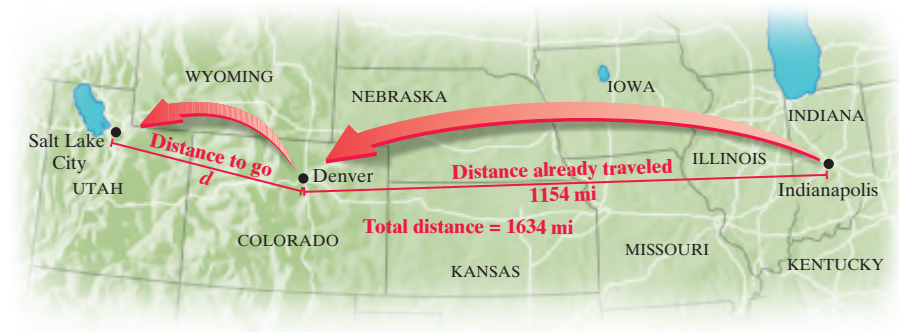 WYOMING
NEBRASKA
IOWA
INDIANA
Salt Lake
City
UTAH
Distance to go
d
Denver
Distance already traveled
1154 mi
ILLINOIS
Indianapolis
Total distance = 1634 mi
COLORADO
KANSAS
MISSOURI
KENTUCKY